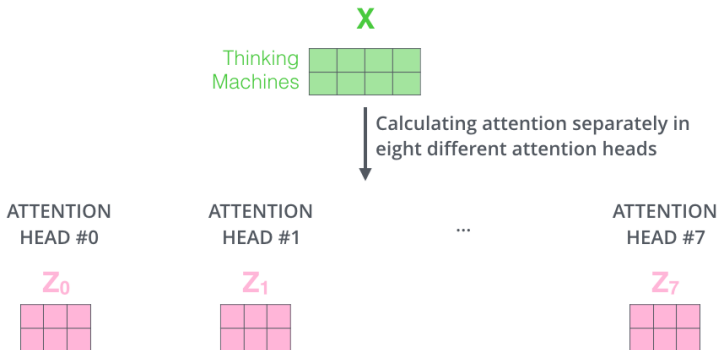 X
Thinking
Machines
Calculating attention separately in
eight different attention heads
ATTENTION
HEAD #0
ATTENTION
HEAD #1
...
ATTENTION
HEAD #7
Z₀
Z₁
Z₇